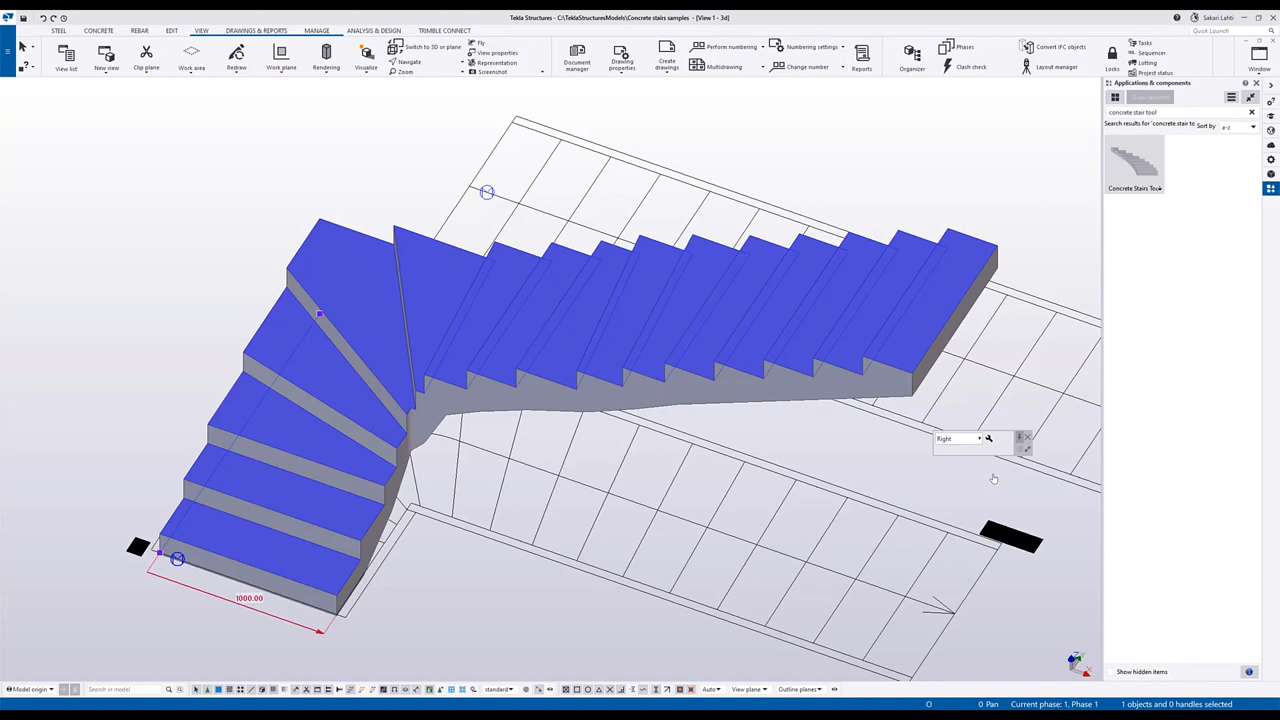 Tekla Structures - C:\TeklaStructuresModels\Concrete stairs samples - [View 1 - 3d]
Sakari Lahti
STEEL CONCRETE REBAR EDIT VIEW DRAWINGS & REPORTS MANAGE ANALYSIS & DESIGN TRIMBLE CONNECT
Quick Launch
View list
New view
Clip plane
Work area
Redraw
Work plane
Rendering
Visualize
Switch to 3D or plane
Navigate
Zoom
Fly
View properties
Representation
Screenshot
Document manager
Drawing properties
Create drawings
Perform numbering
Multidrawing
Numbering settings
Change number
Reports
Organizer
Phases
Clash check
Convert IFC objects
Layout manager
Locks
Tasks
Sequencer
Lotting
Project status
Window
Applications & components
Show selected
concrete stair tool
Search results for 'concrete stair to
Sort by
a-z
Concrete Stairs Tool
Right
1000.00
Show hidden items
Model origin
Search in model
standard
Auto
View plane
Outline planes
O
0 Pan
Current phase: 1, Phase 1
1 objects and 0 handles selected